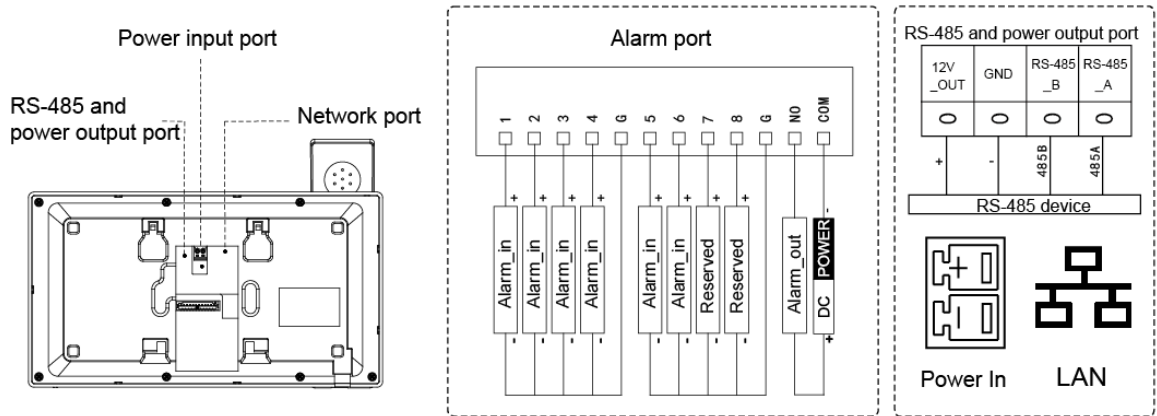 Power input port
RS-485 and
power output port
Network port
Alarm port
1 2 3 4 G 5 6 7 8 G NO COM
+ + + + + + + + + -
Alarm_in Alarm_in Alarm_in Alarm_in Alarm_in Alarm_in Reserved Reserved Alarm_out DC POWER
- - - - - - - - - +
RS-485 and power output port
12V GND RS-485 RS-485
_OUT _B _A
+ - 485B 485A
RS-485 device
+
-
Power In
LAN